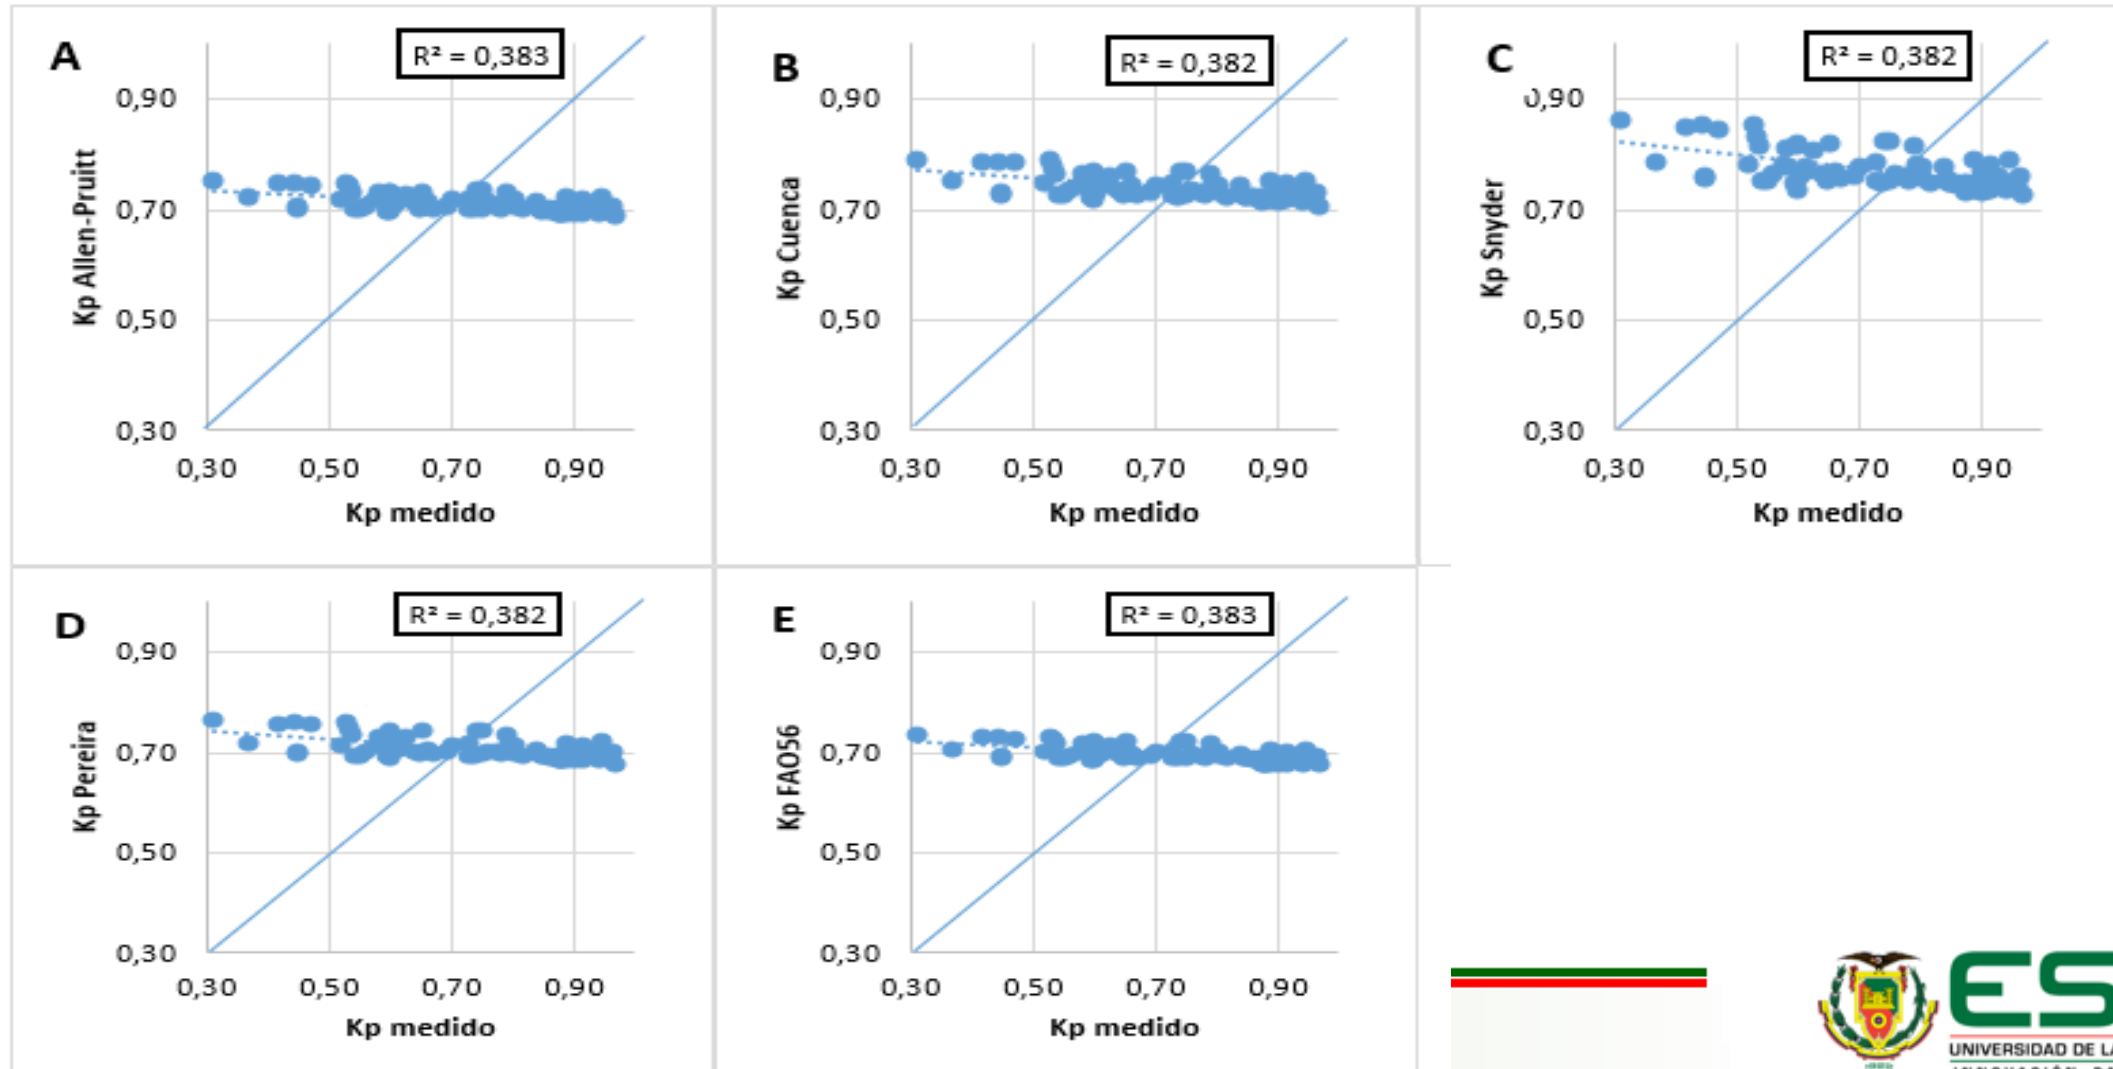 A
R² = 0,383
0,90
0,70
0,50
0,30
Kp Allen-Pruitt
0,30 0,50 0,70 0,90
Kp medido
B
R² = 0,382
0,90
0,70
0,50
0,30
Kp Cuenca
0,30 0,50 0,70 0,90
Kp medido
C
R² = 0,382
0,90
0,70
0,50
0,30
Kp Snyder
0,30 0,50 0,70 0,90
Kp medido
D
R² = 0,382
0,90
0,70
0,50
0,30
Kp Pereira
0,30 0,50 0,70 0,90
Kp medido
E
R² = 0,383
0,90
0,70
0,50
0,30
Kp FAO56
0,30 0,50 0,70 0,90
Kp medido
ES
UNIVERSIDAD DE L